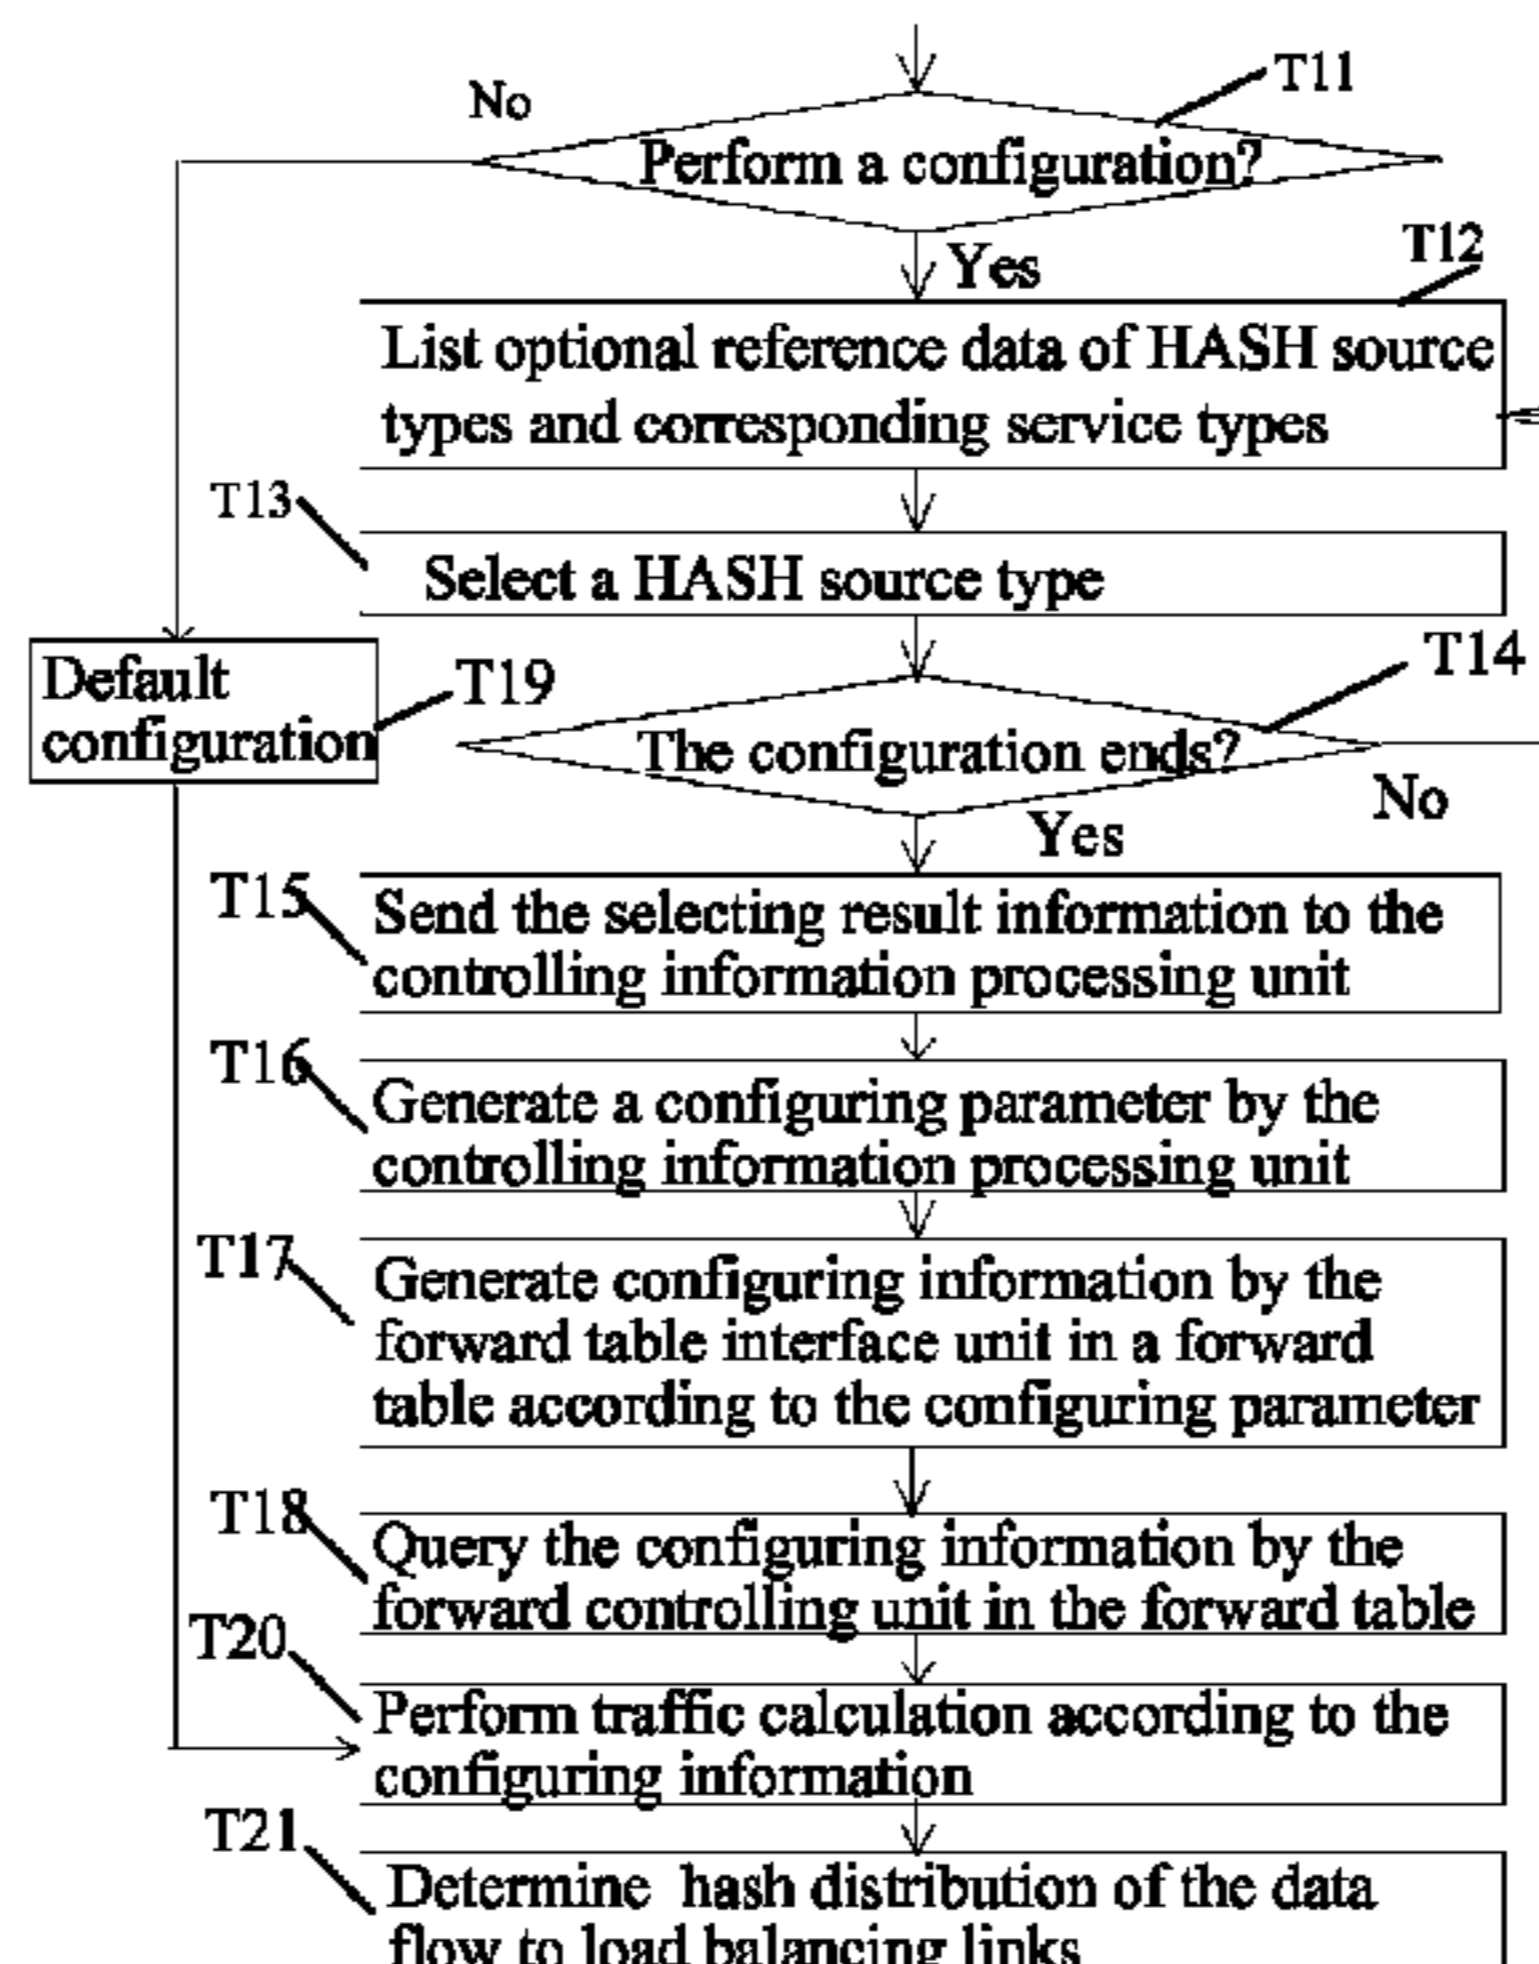 T11
No
Perform a configuration?
Yes
T12
List optional reference data of HASH source
types and corresponding service types
T13
Select a HASH source type
T14
Default
configuration
T19
The configuration ends?
No
Yes
T15
Send the selecting result information to the
controlling information processing unit
T16
Generate a configuring parameter by the
controlling information processing unit
T17
Generate configuring information by the
forward table interface unit in a forward
table according to the configuring parameter
T18
Query the configuring information by the
forward controlling unit in the forward table
T20
Perform traffic calculation according to the
configuring information
T21
Determine hash distribution of the data
flow to load balancing links